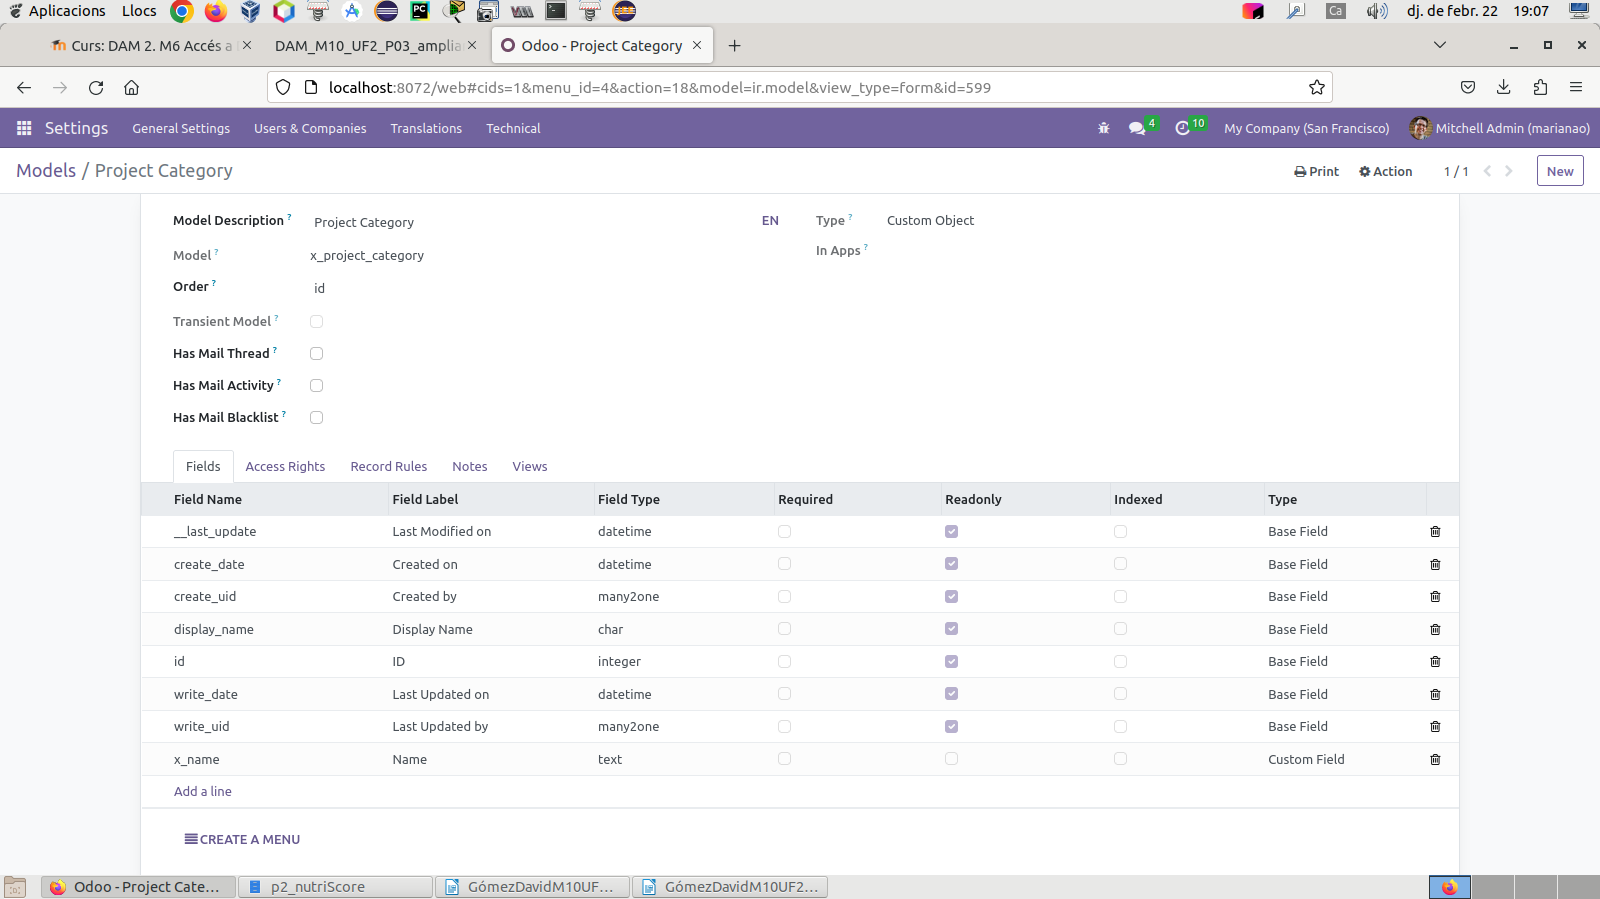 Aplicacions Llocs Ca dj. de febr. 22 19:07
Curs: DAM 2. M6 Accés a
DAM_M10_UF2_P03_amplia
Odoo - Project Category
localhost:8072/web#cids=1&menu_id=4&action=18&model=ir.model&view_type=form&id=599
Settings General Settings Users & Companies Translations Technical 4 10 My Company (San Francisco) Mitchell Admin (marianao)
Models / Project Category Print Action 1 / 1 New
Model Description ? Project Category EN Type ? Custom Object
In Apps ?
Model ? x_project_category
Order ? id
Transient Model ?
Has Mail Thread ?
Has Mail Activity ?
Has Mail Blacklist ?
Fields Access Rights Record Rules Notes Views
Field Name Field Label Field Type Required Readonly Indexed Type
__last_update Last Modified on datetime Base Field
create_date Created on datetime Base Field
create_uid Created by many2one Base Field
display_name Display Name char Base Field
id ID integer Base Field
write_date Last Updated on datetime Base Field
write_uid Last Updated by many2one Base Field
x_name Name text Custom Field
Add a line
CREATE A MENU
Odoo - Project Cate... p2_nutriScore GómezDavidM10UF... GómezDavidM10UF2...